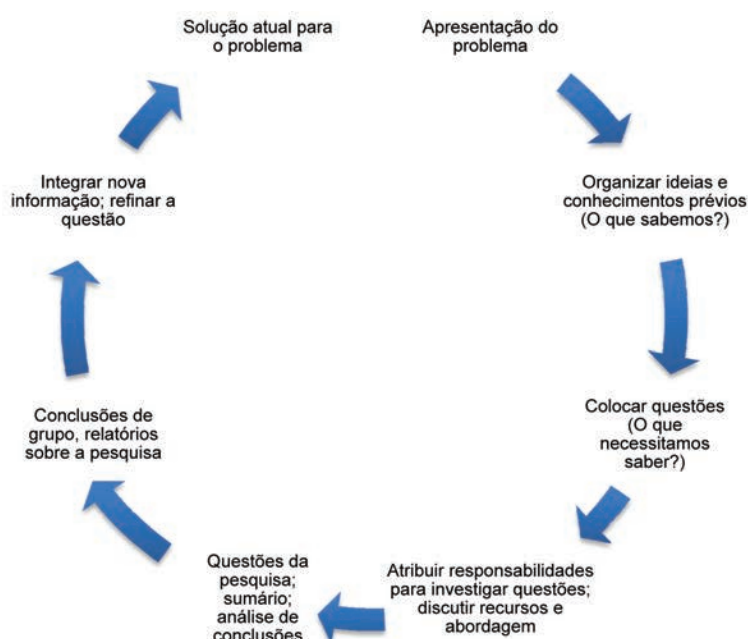 Apresentação do
problema
Organizar ideias e
conhecimentos prévios
(O que sabemos?)
Colocar questões
(O que
necessitamos
saber?)
Atribuir responsabilidades
para investigar questões;
discutir recursos e
abordagem
Questões da
pesquisa;
sumário;
análise de
conclusões
Conclusões de
grupo, relatórios
sobre a pesquisa
Integrar nova
informação; refinar a
questão
Solução atual para
o problema